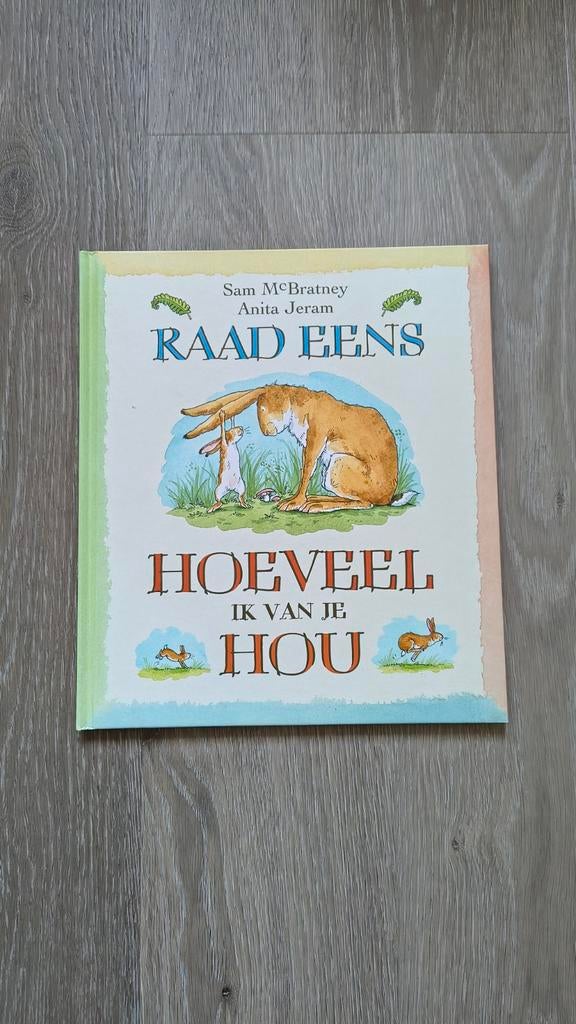 Sam McBratney
Anita Jeram
RAAD EENS
HOEVEEL
IK VAN JE
HOU